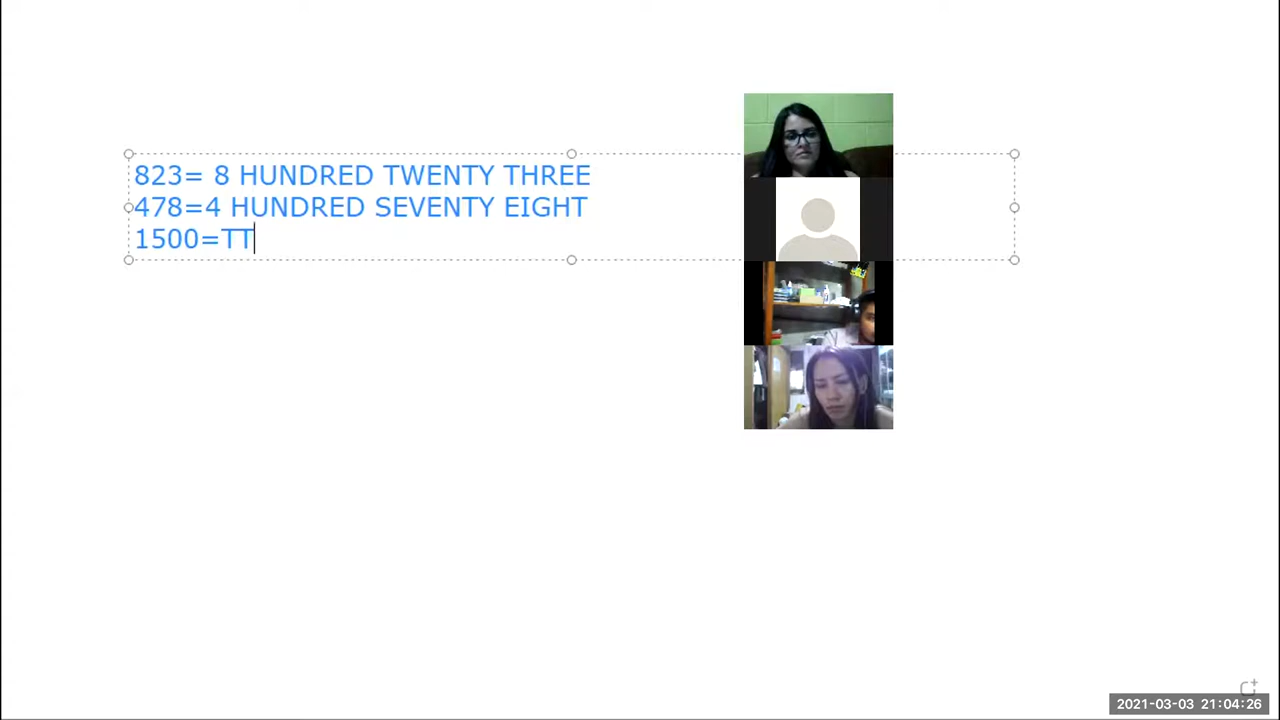 823= 8 HUNDRED TWENTY THREE
478=4 HUNDRED SEVENTY EIGHT
1500=TT
2021-03-03 21:04:26